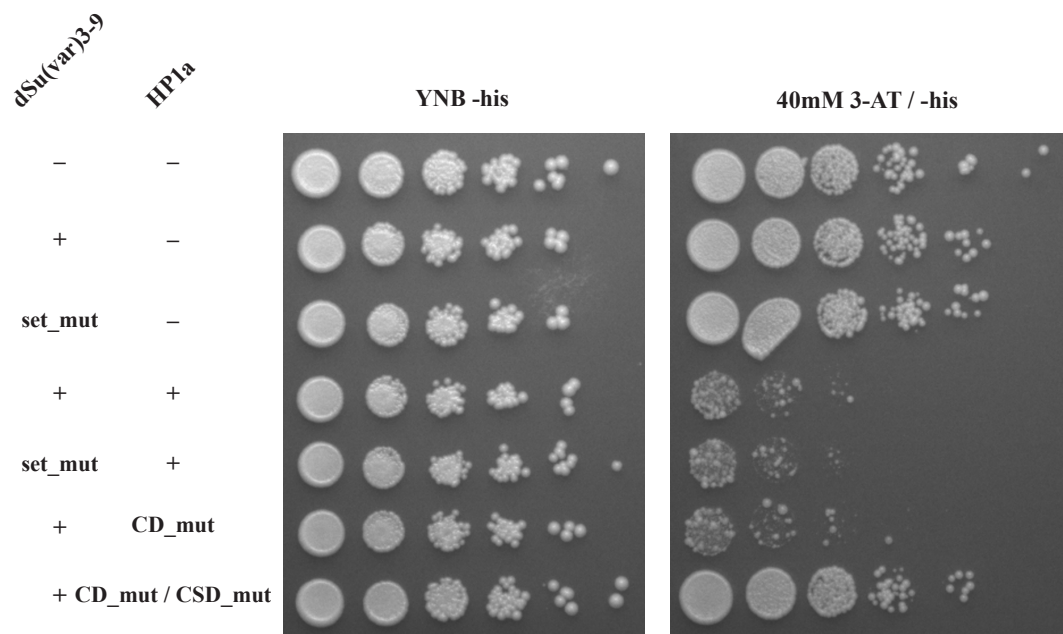 dSu(var)3-9 HP1a
YNB -his 40mM 3-AT / -his
– –
+ –
set_mut –
+ +
set_mut +
+ CD_mut
+ CD_mut / CSD_mut